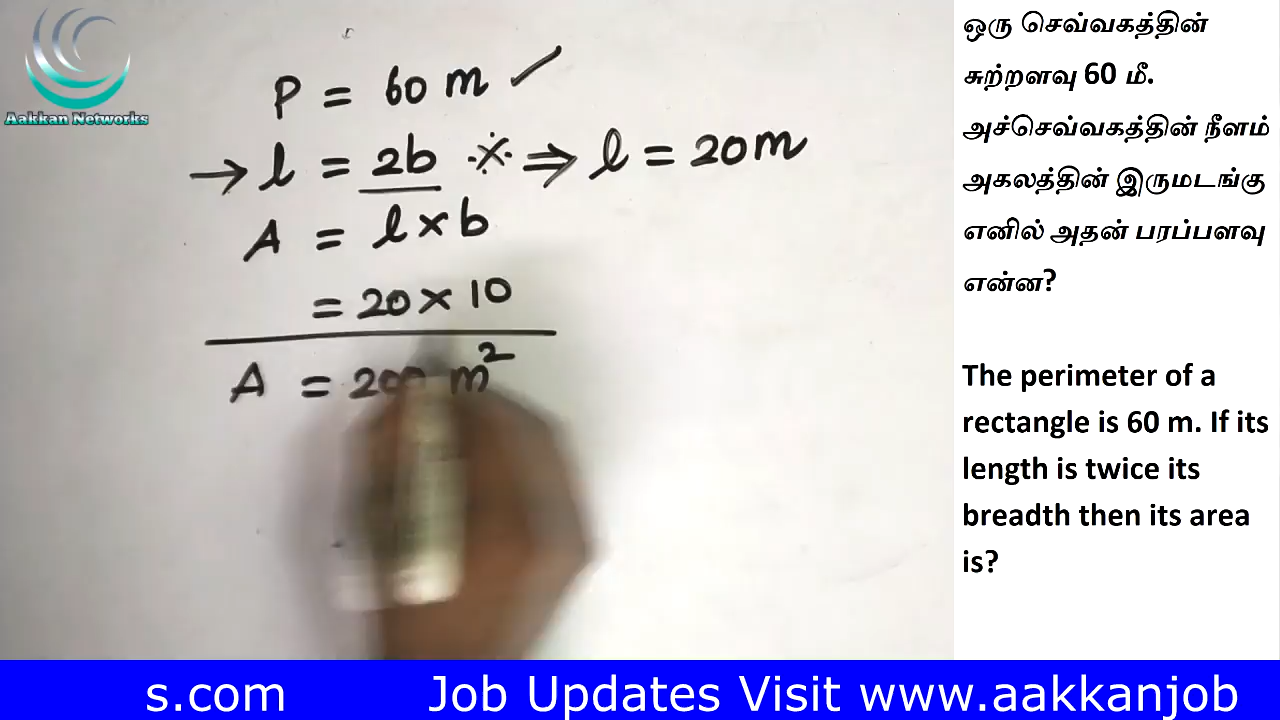 Aakkan Networks
P = 60 m ✓
→ l = 2b ·※· ⇒ l = 20m
A = l × b
= 20 × 10
A = 200 m²
ஒரு செவ்வகத்தின்
சுற்றளவு 60 மீ.
அச்செவ்வகத்தின் நீளம்
அகலத்தின் இருமடங்கு
எனில் அதன் பரப்பளவு
என்ன?
The perimeter of a
rectangle is 60 m. If its
length is twice its
breadth then its area
is?
s.com Job Updates Visit www.aakkanjob